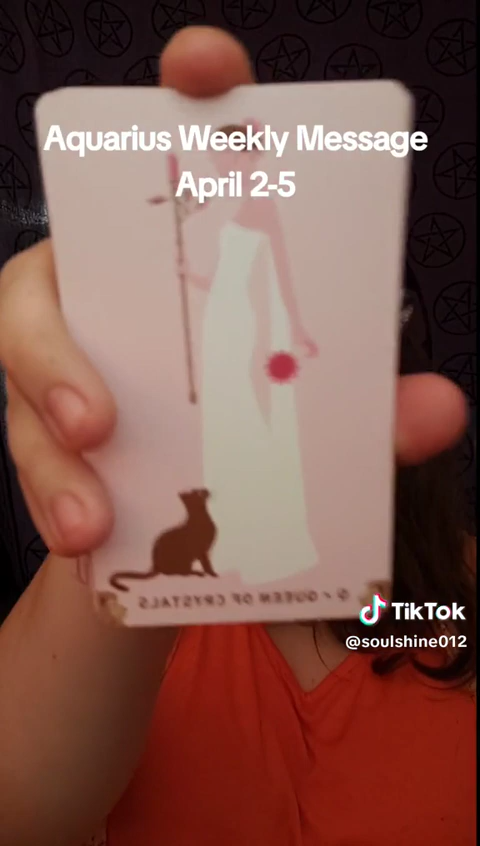 Aquarius Weekly Message
April 2-5
QUEEN OF CRYSTALS
TikTok
@soulshine012